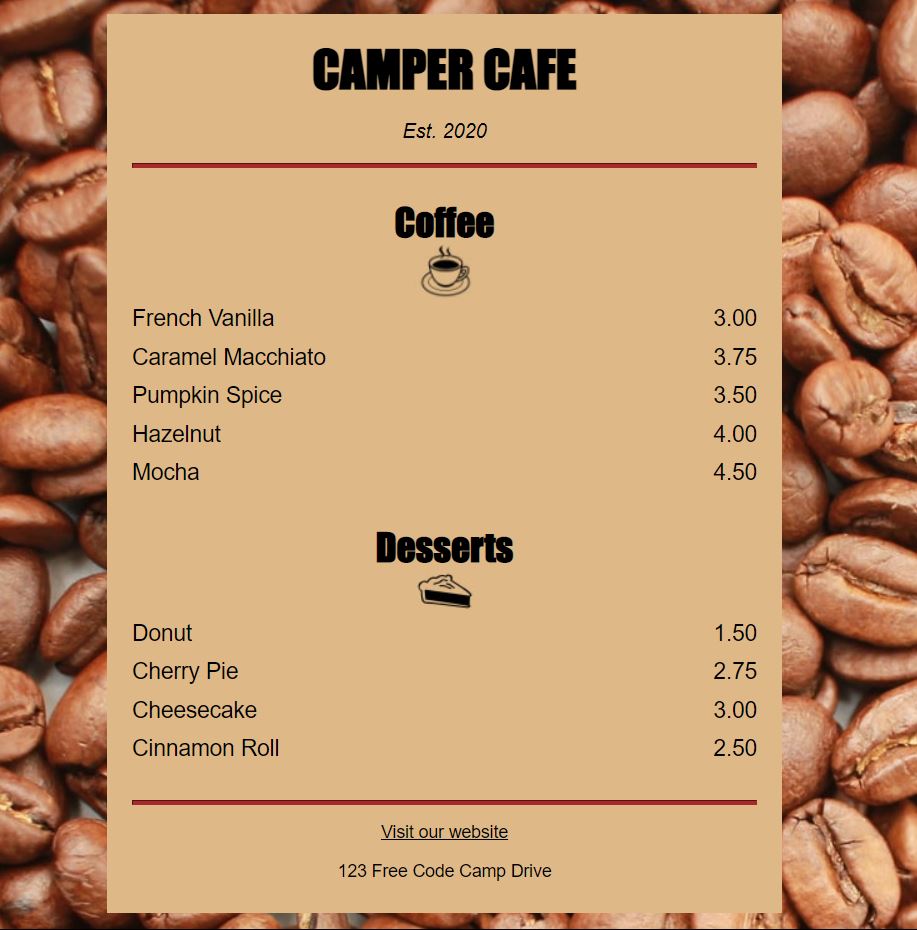 CAMPER CAFE
Est. 2020
Coffee
French Vanilla 3.00
Caramel Macchiato 3.75
Pumpkin Spice 3.50
Hazelnut 4.00
Mocha 4.50
Desserts
Donut 1.50
Cherry Pie 2.75
Cheesecake 3.00
Cinnamon Roll 2.50
Visit our website
123 Free Code Camp Drive